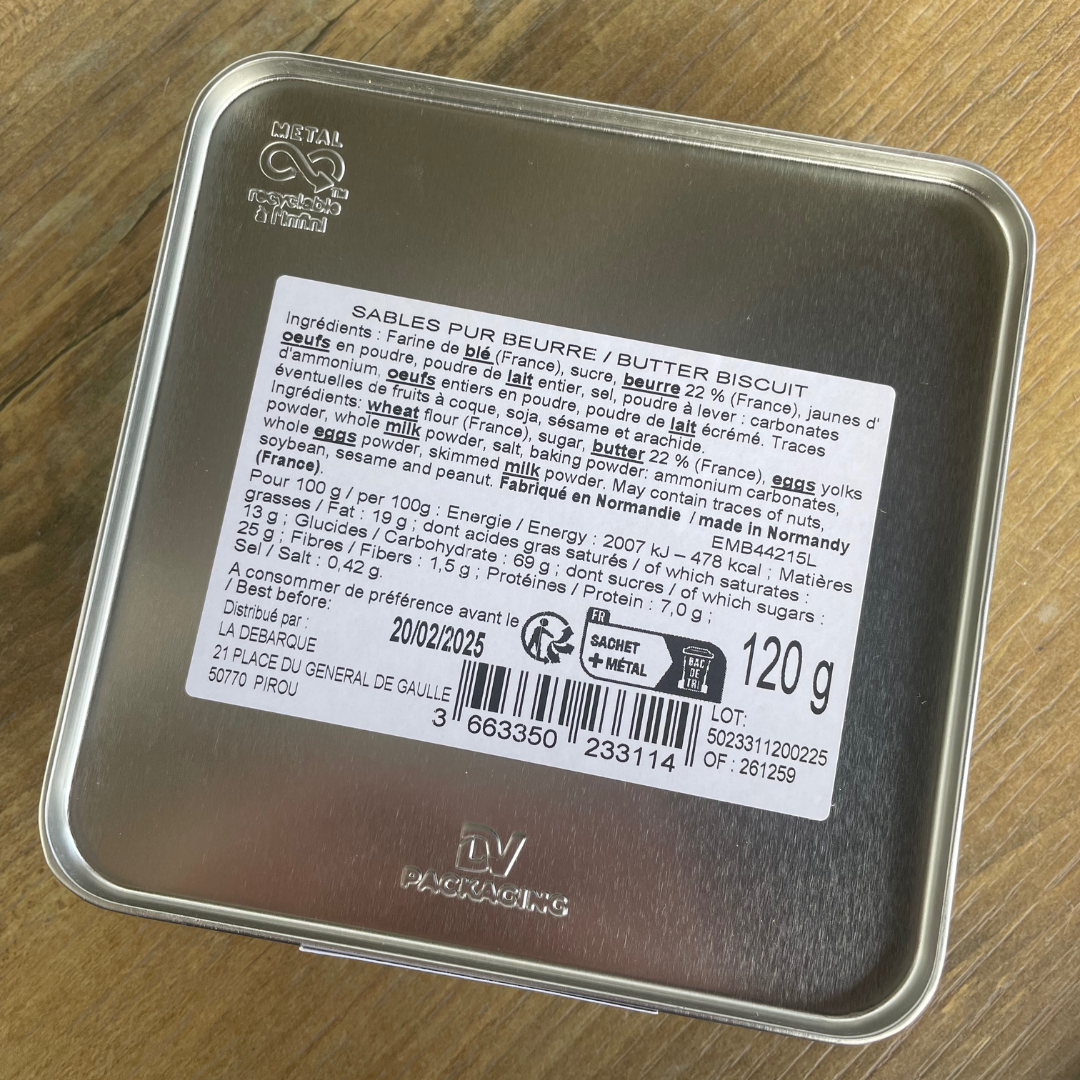 METAL
TM
recyclable
à l'infini
SABLES PUR BEURRE / BUTTER BISCUIT
Ingrédients : Farine de blé (France), sucre, beurre 22 % (France), jaunes d'
oeufs en poudre, poudre de lait entier, sel, poudre à lever : carbonates
d'ammonium, oeufs entiers en poudre, poudre de lait écrémé. Traces
éventuelles de fruits à coque, soja, sésame et arachide.
Ingrédients: wheat flour (France), sugar, butter 22 % (France), eggs yolks
powder, whole milk powder, salt, baking powder: ammonium carbonates,
whole eggs powder, skimmed milk powder. May contain traces of nuts,
soybean, sesame and peanut. Fabriqué en Normandie / made in Normandy
(France). EMB44215L
Pour 100 g / per 100g : Energie / Energy : 2007 kJ – 478 kcal ; Matières
grasses / Fat : 19 g ; dont acides gras saturés / of which saturates :
13 g ; Glucides / Carbohydrate : 69 g ; dont sucres / of which sugars :
25 g ; Fibres / Fibers : 1,5 g ; Protéines / Protein : 7,0 g ;
Sel / Salt : 0,42 g.
A consommer de préférence avant le
/ Best before:
20/02/2025
FR
SACHET
+ MÉTAL
BAC
DE
TRI
120 g
Distribué par :
LA DEBARQUE
21 PLACE DU GENERAL DE GAULLE
50770 PIROU
3 663350 233114
LOT:
5023311200225
OF : 261259
DV
PACKAGING